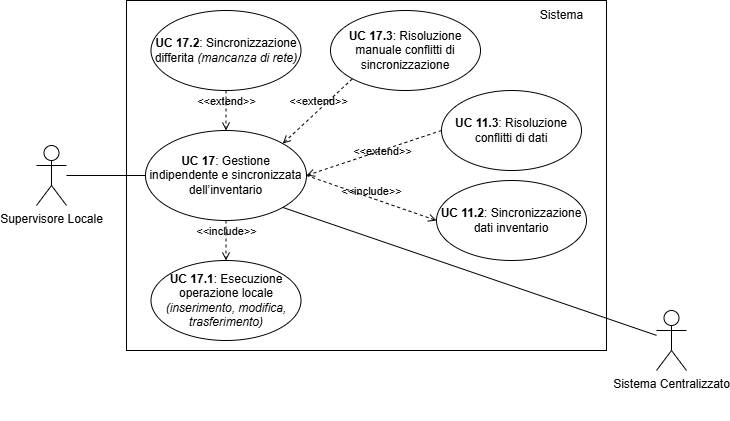 Sistema
UC 17.2: Sincronizzazione
differita (mancanza di rete)
UC 17.3: Risoluzione
manuale conflitti di
sincronizzazione
<<extend>>
<<extend>>
UC 11.3: Risoluzione
conflitti di dati
<<extend>>
UC 17: Gestione
indipendente e sincronizzata
dell'inventario
<<include>>
Supervisore Locale
UC 11.2: Sincronizzazione
dati inventario
<<include>>
UC 17.1: Esecuzione
operazione locale
(inserimento, modifica,
trasferimento)
Sistema Centralizzato